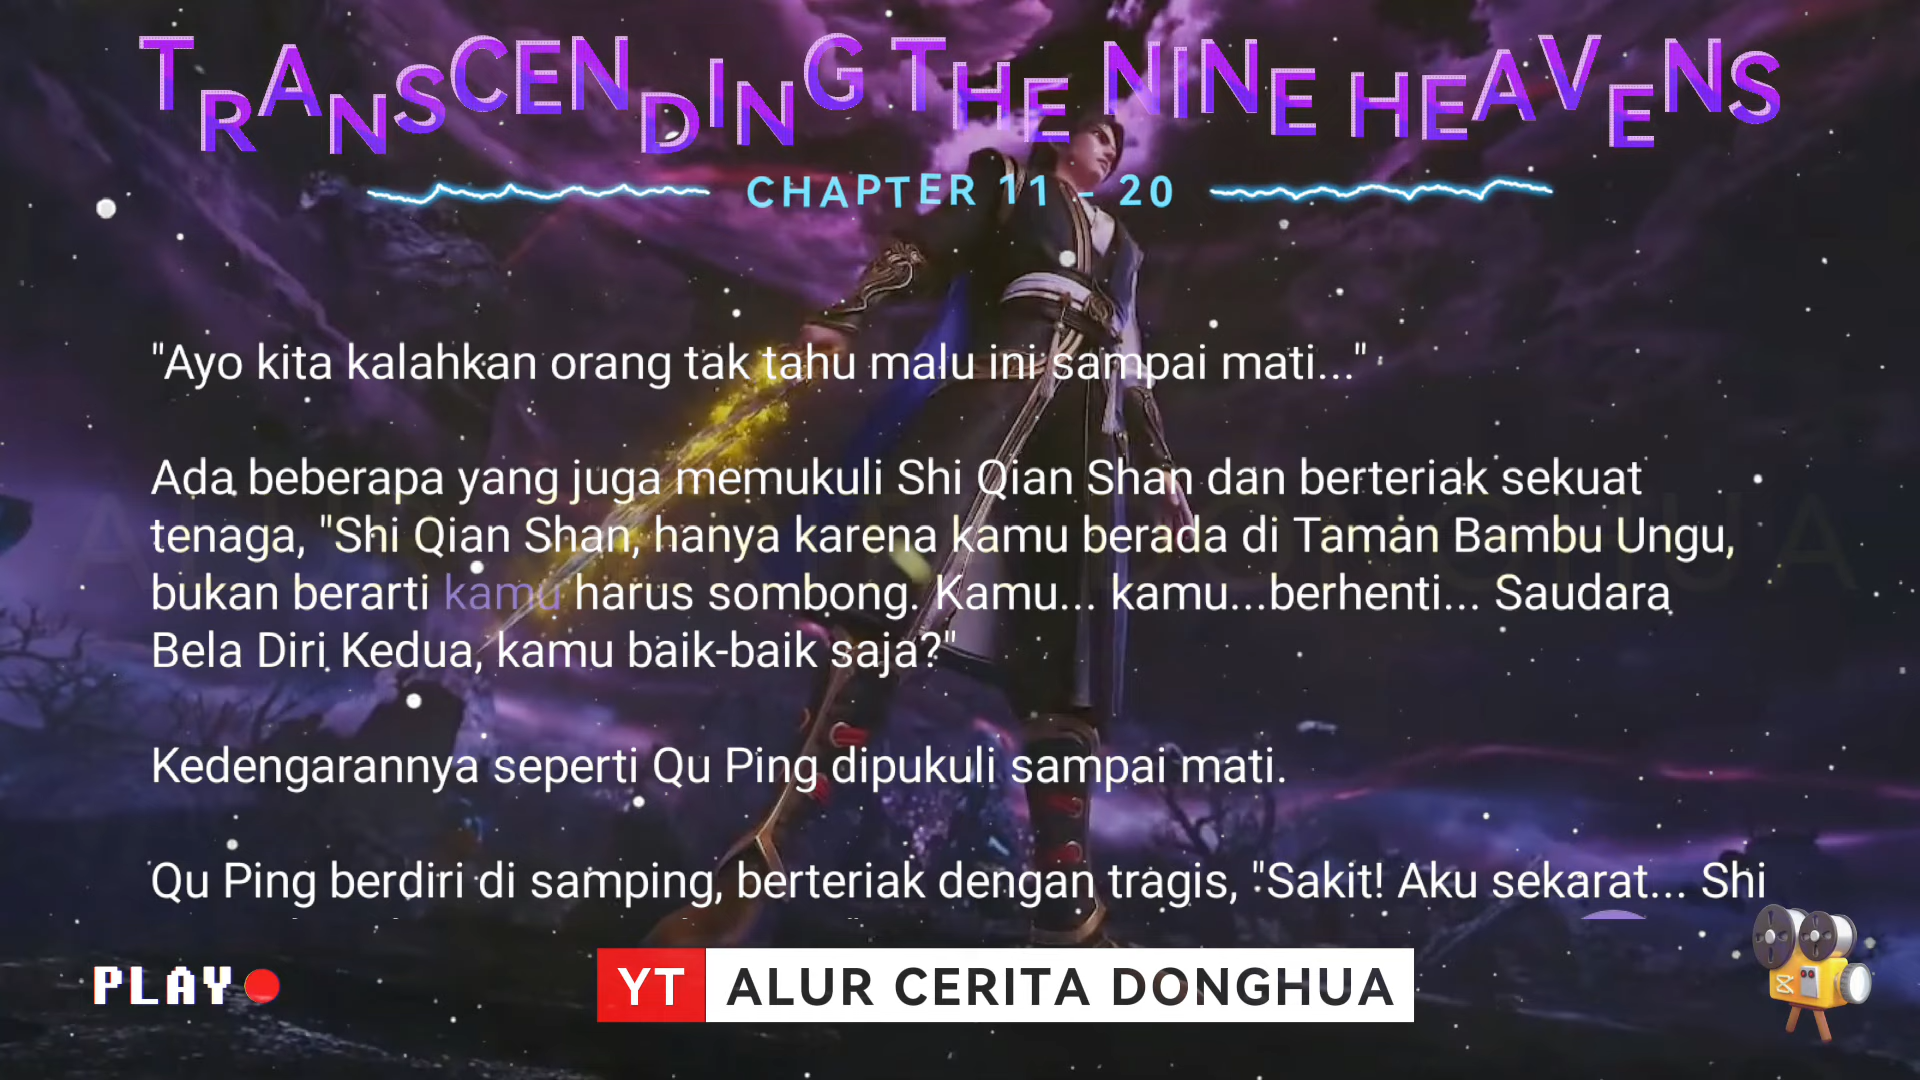 TRANSCENDING THE NINE HEAVENS
CHAPTER 11 - 20
"Ayo kita kalahkan orang tak tahu malu ini sampai mati..."
Ada beberapa yang juga memukuli Shi Qian Shan dan berteriak sekuat
tenaga, "Shi Qian Shan, hanya karena kamu berada di Taman Bambu Ungu,
bukan berarti kamu harus sombong. Kamu... kamu...berhenti... Saudara
Bela Diri Kedua, kamu baik-baik saja?"
Kedengarannya seperti Qu Ping dipukuli sampai mati.
Qu Ping berdiri di samping, berteriak dengan tragis, "Sakit! Aku sekarat... Shi
PLAY
YT ALUR CERITA DONGHUA